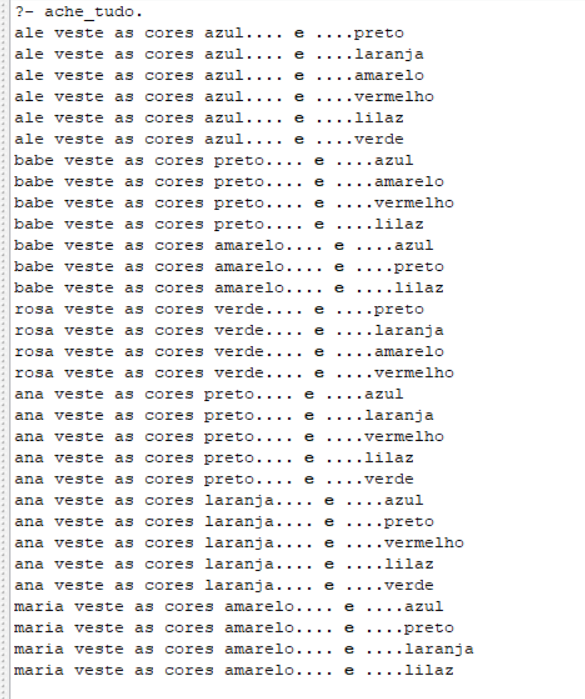 ?- ache_tudo.
ale veste as cores azul.... e ....preto
ale veste as cores azul.... e ....laranja
ale veste as cores azul.... e ....amarelo
ale veste as cores azul.... e ....vermelho
ale veste as cores azul.... e ....lilaz
ale veste as cores azul.... e ....verde
babe veste as cores preto.... e ....azul
babe veste as cores preto.... e ....amarelo
babe veste as cores preto.... e ....vermelho
babe veste as cores preto.... e ....lilaz
babe veste as cores amarelo.... e ....azul
babe veste as cores amarelo.... e ....preto
babe veste as cores amarelo.... e ....lilaz
rosa veste as cores verde.... e ....preto
rosa veste as cores verde.... e ....laranja
rosa veste as cores verde.... e ....amarelo
rosa veste as cores verde.... e ....vermelho
ana veste as cores preto.... e ....azul
ana veste as cores preto.... e ....laranja
ana veste as cores preto.... e ....vermelho
ana veste as cores preto.... e ....lilaz
ana veste as cores preto.... e ....verde
ana veste as cores laranja.... e ....azul
ana veste as cores laranja.... e ....preto
ana veste as cores laranja.... e ....vermelho
ana veste as cores laranja.... e ....lilaz
ana veste as cores laranja.... e ....verde
maria veste as cores amarelo.... e ....azul
maria veste as cores amarelo.... e ....preto
maria veste as cores amarelo.... e ....laranja
maria veste as cores amarelo.... e ....lilaz